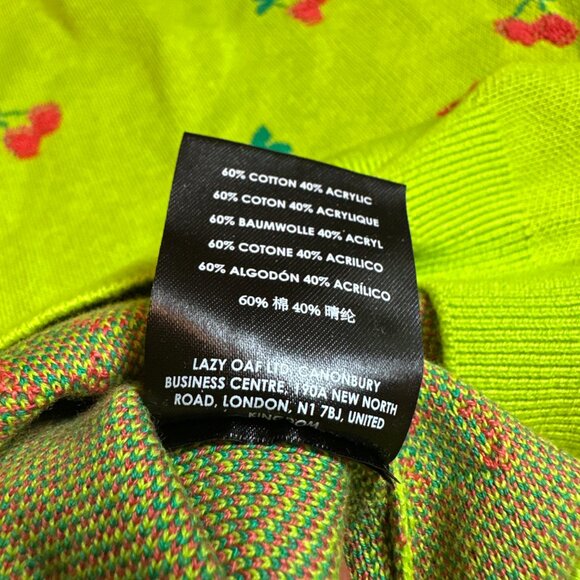 60% COTTON 40% ACRYLIC
60% COTON 40% ACRYLIQUE
60% BAUMWOLLE 40% ACRYL
60% COTONE 40% ACRILICO
60% ALGODÓN 40% ACRÍLICO
60% 棉 40% 晴纶
LAZY OAF LTD, CANONBURY
BUSINESS CENTRE, 190A NEW NORTH
ROAD, LONDON, N1 7BJ, UNITED
KINGDOM